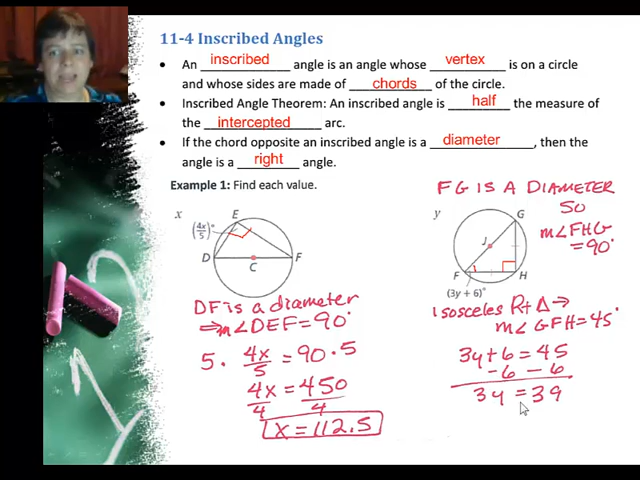 11-4 Inscribed Angles
• An inscribed angle is an angle whose vertex is on a circle
and whose sides are made of chords of the circle.
• Inscribed Angle Theorem: An inscribed angle is half the measure of
the intercepted arc.
• If the chord opposite an inscribed angle is a diameter, then the
angle is a right angle.
Example 1: Find each value.
x
E
(4x/5)°
D
F
C
DF is a diameter
⇒ m∠DEF = 90°
5 · 4x/5 = 90 · 5
4x/4 = 450/4
x = 112.5
FG IS A DIAMETER
SO
m∠FHG
= 90°
y
G
J
F
H
(3y + 6)°
isosceles Rt Δ →
m∠GFH = 45°
3y + 6 = 45
- 6 - 6
3y = 39